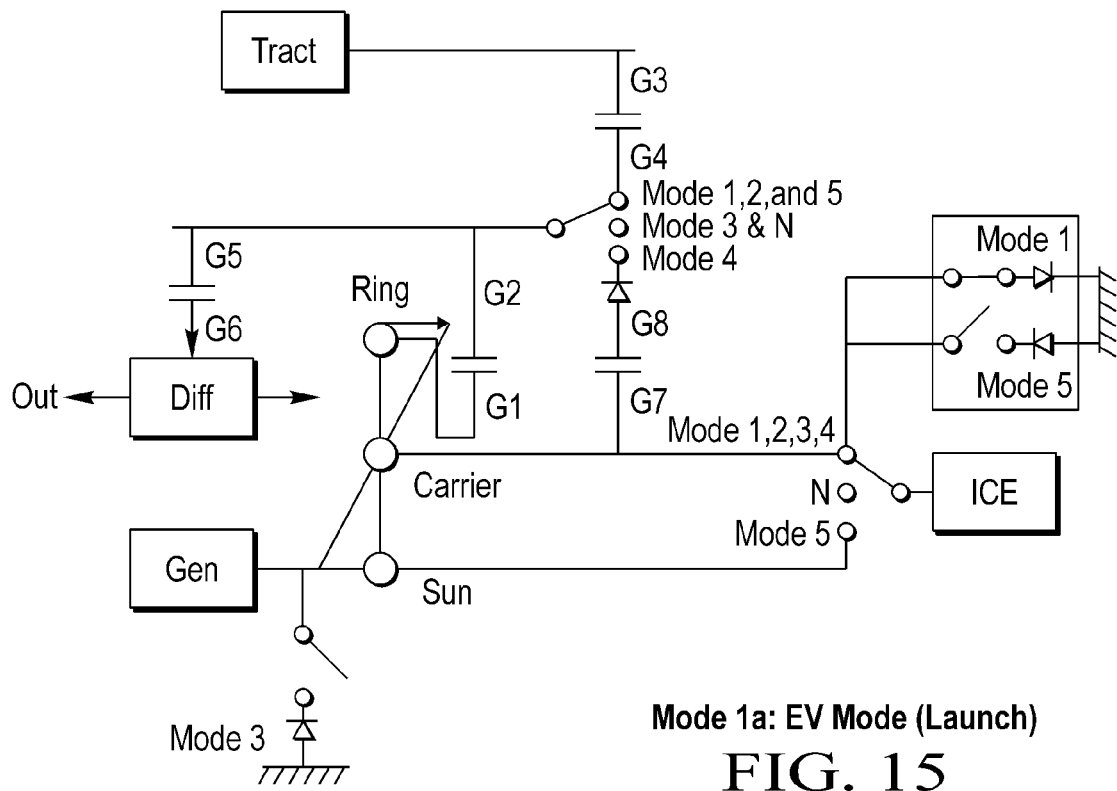 Tract
G3
G4
Mode 1,2,and 5
Mode 3 & N
Mode 4
G5
G2
Mode 1
Ring
G6
G8
Mode 5
Out
Diff
G1
G7
Mode 1,2,3,4
Carrier
N
ICE
Mode 5
Gen
Sun
Mode 3
Mode 1a: EV Mode (Launch)
FIG. 15